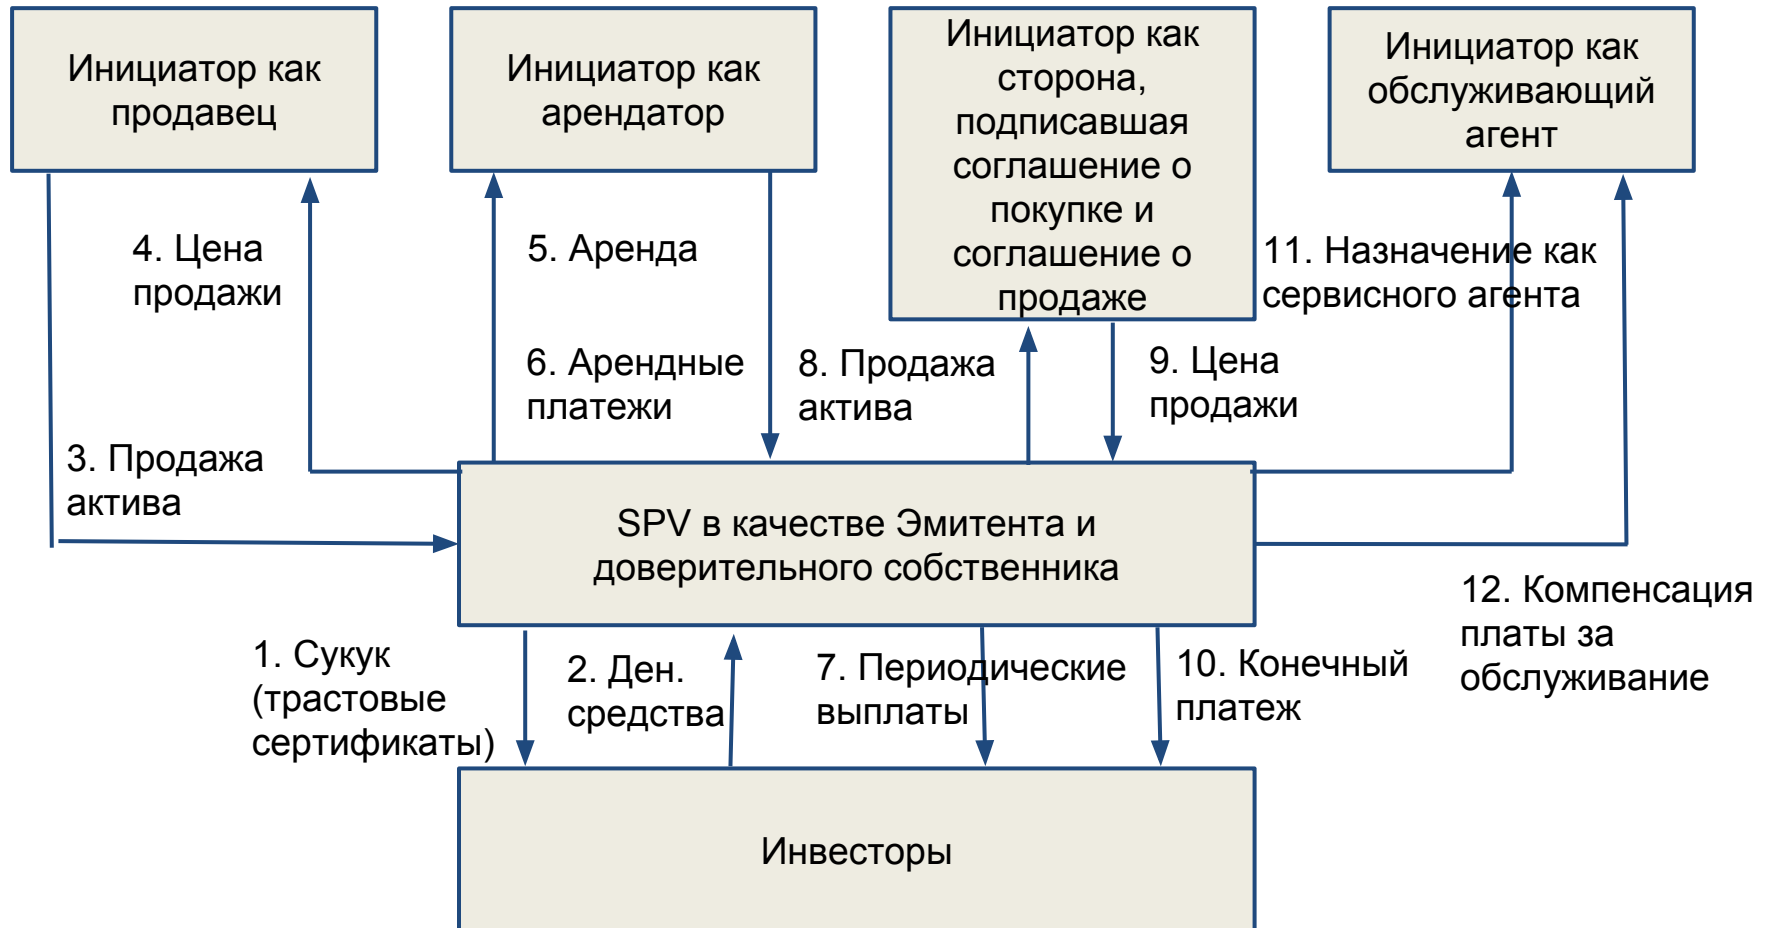 Инициатор как
продавец
Инициатор как
арендатор
Инициатор как
сторона,
подписавшая
соглашение о
покупке и
соглашение о
продаже
Инициатор как
обслуживающий
агент
4. Цена
продажи
5. Аренда
11. Назначение как
сервисного агента
6. Арендные
платежи
8. Продажа
актива
9. Цена
продажи
3. Продажа
актива
SPV в качестве Эмитента и
доверительного собственника
12. Компенсация
платы за
обслуживание
1. Сукук
(трастовые
сертификаты)
2. Ден.
средства
7. Периодические
выплаты
10. Конечный
платеж
Инвесторы